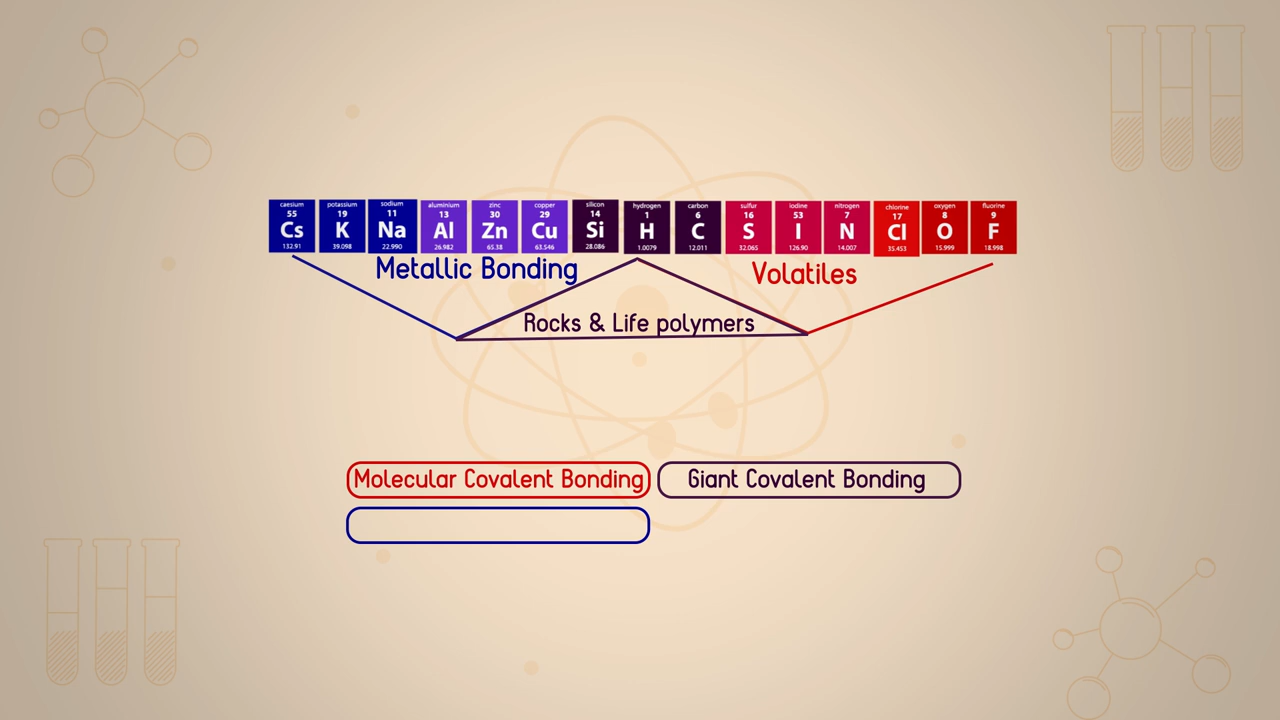 caesium potassium sodium aluminium zinc copper silicon hydrogen carbon sulfur iodine nitrogen chlorine oxygen fluorine
55 19 11 13 30 29 14 1 6 16 53 7 17 8 9
Cs K Na Al Zn Cu Si H C S I N Cl O F
132.91 39.098 22.990 26.982 65.38 63.546 28.086 1.0079 12.011 32.065 126.90 14.007 35.453 15.999 18.998
Metallic Bonding Volatiles
Rocks & Life polymers
Molecular Covalent Bonding Giant Covalent Bonding